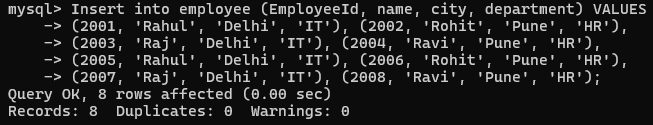 mysql> Insert into employee (EmployeeId, name, city, department) VALUES
    -> (2001, 'Rahul', 'Delhi', 'IT'), (2002, 'Rohit', 'Pune', 'HR'),
    -> (2003, 'Raj', 'Delhi', 'IT'), (2004, 'Ravi', 'Pune', 'HR'),
    -> (2005, 'Rahul', 'Delhi', 'IT'), (2006, 'Rohit', 'Pune', 'HR'),
    -> (2007, 'Raj', 'Delhi', 'IT'), (2008, 'Ravi', 'Pune', 'HR');
Query OK, 8 rows affected (0.00 sec)
Records: 8  Duplicates: 0  Warnings: 0